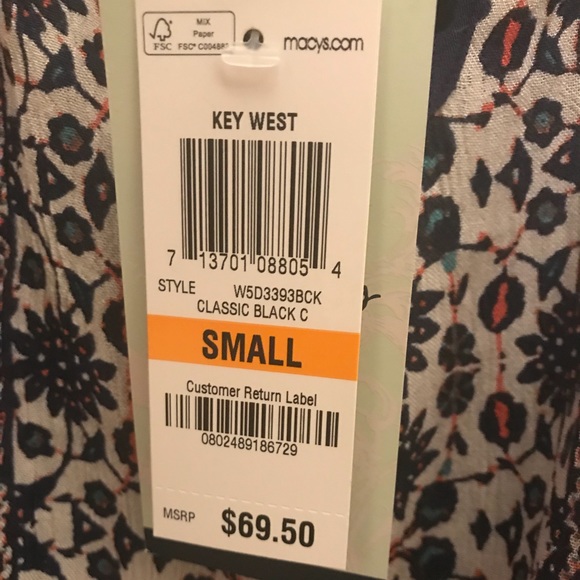 MIX
Paper
FSC
macys.com
KEY WEST
7 13701 08805 4
STYLE W5D3393BCK
CLASSIC BLACK C
SMALL
Customer Return Label
0802489186729
MSRP $69.50